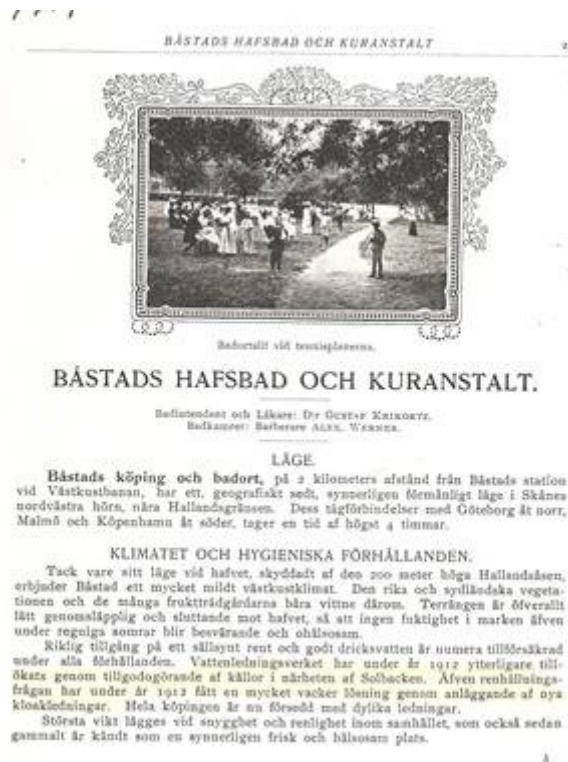 BÅSTADS HAFSBAD OCH KURANSTALT
Badortslif vid tennisplanerna.
BÅSTADS HAFSBAD OCH KURANSTALT.
Badintendent och Läkare: D:r GUSTAF KRIKORTZ.
Badkamrer: Barberare ALEX. WERNER.
LÄGE.
Båstads köping och badort, på 2 kilometers afstånd från Båstads station
vid Västkustbanan, har ett, geografiskt sedt, synnerligen förmånligt läge i Skånes
nordvästra hörn, nära Hallandsgränsen. Dess tågförbindelser med Göteborg åt norr,
Malmö och Köpenhamn åt söder, tager en tid af högst 4 timmar.
KLIMATET OCH HYGIENISKA FÖRHÅLLANDEN.
Tack vare sitt läge vid hafvet, skyddadt af den 200 meter höga Hallandsåsen,
erbjuder Båstad ett mycket mildt västkustklimat. Den rika och sydländska vegeta-
tionen och de många fruktträdgårdarna bära vittne därom. Terrängen är öfverallt
lätt genomsläpplig och sluttande mot hafvet, så att ingen fuktighet i marken äfven
under regniga somrar blir besvärande och ohälsosam.
Riklig tillgång på ett sällsynt rent och godt dricksvatten är numera tillförsäkrad
under alla förhållanden. Vattenledningsverket har under år 1912 ytterligare till-
ökats genom tillgodogörande af källor i närheten af Solbacken. Äfven renhållnings-
frågan har under år 1912 fått en mycket vacker lösning genom anläggande af nya
kloakledningar. Hela köpingen är nu försedd med dylika ledningar.
Största vikt lägges vid snygghet och renlighet inom samhället, som också sedan
gammalt är kändt som en synnerligen frisk och hälsosam plats.